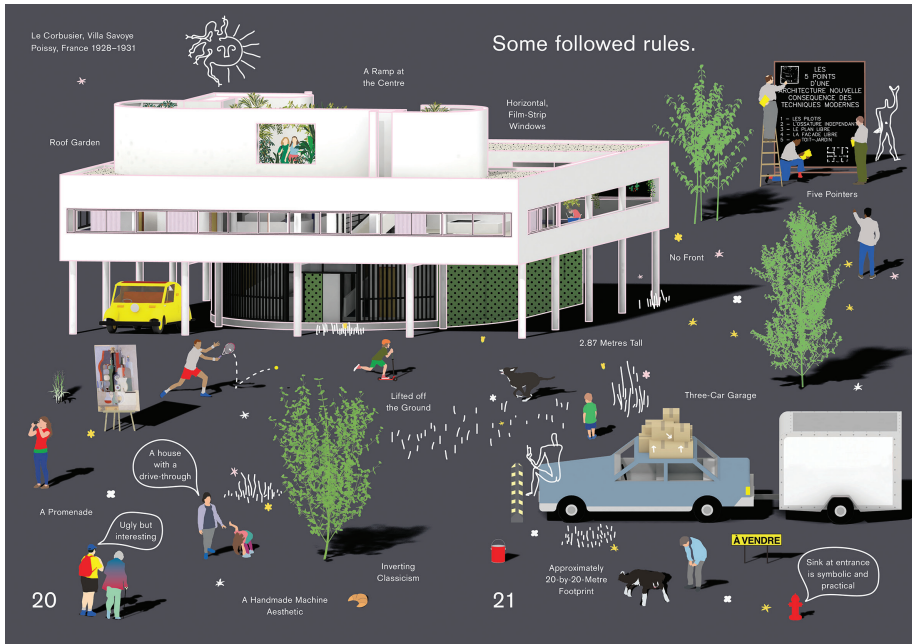 Le Corbusier, Villa Savoye
Poissy, France 1928–1931
Some followed rules.
A Ramp at
the Centre
Horizontal,
Film-Strip
Windows
Roof Garden
LES
5 POINTS
D'UNE
ARCHITECTURE NOUVELLE
CONSEQUENCE DES
TECHNIQUES MODERNES
1 – LES PILOTIS
2 – L'OSSATURE INDEPENDANT
3 – LE PLAN LIBRE
4 – LA FACADE LIBRE
5 – TOIT-JARDIN
Five Pointers
No Front
2.87 Metres Tall
Lifted off
the Ground
Three-Car Garage
A house
with a
drive-through
A Promenade
Ugly but
interesting
Inverting
Classicism
A Handmade Machine
Aesthetic
Approximately
20-by-20-Metre
Footprint
À VENDRE
Sink at entrance
is symbolic and
practical
20
21